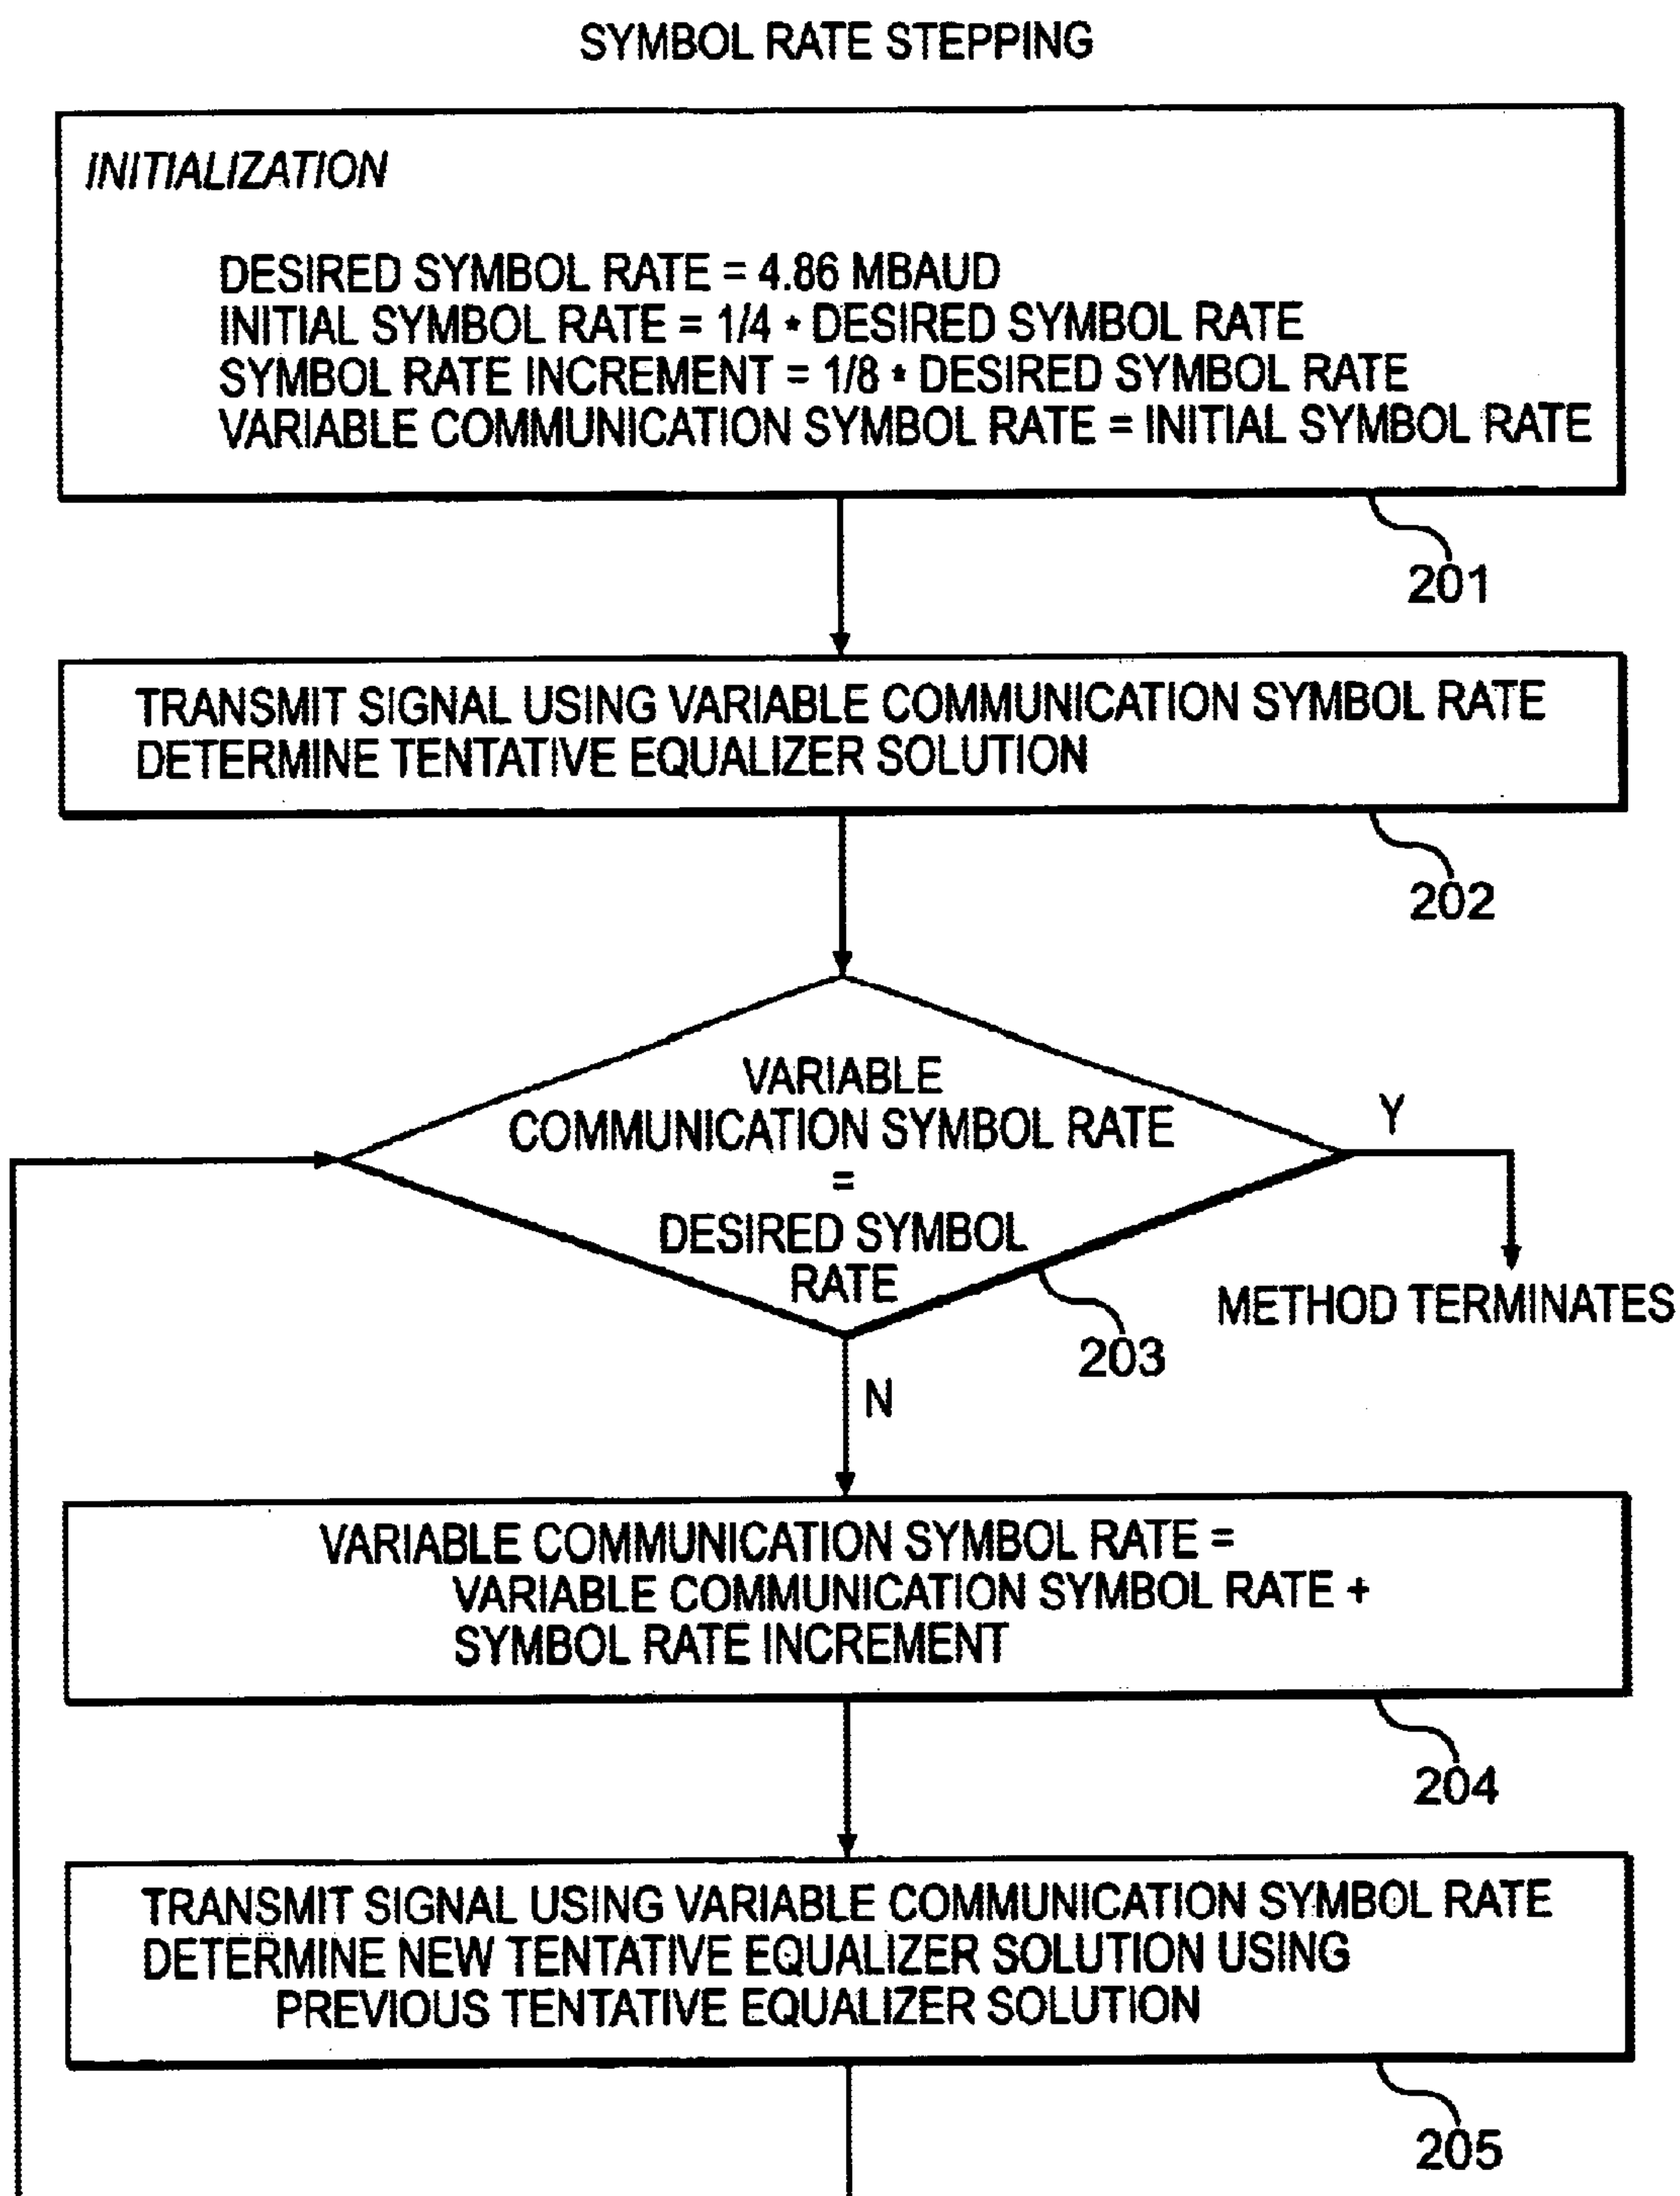 SYMBOL RATE STEPPING
INITIALIZATION
DESIRED SYMBOL RATE = 4.86 MBAUD
INITIAL SYMBOL RATE = 1/4 * DESIRED SYMBOL RATE
SYMBOL RATE INCREMENT = 1/8 * DESIRED SYMBOL RATE
VARIABLE COMMUNICATION SYMBOL RATE = INITIAL SYMBOL RATE
201
TRANSMIT SIGNAL USING VARIABLE COMMUNICATION SYMBOL RATE
DETERMINE TENTATIVE EQUALIZER SOLUTION
202
VARIABLE
COMMUNICATION SYMBOL RATE
=
DESIRED SYMBOL
RATE
Y
METHOD TERMINATES
203
N
VARIABLE COMMUNICATION SYMBOL RATE =
VARIABLE COMMUNICATION SYMBOL RATE +
SYMBOL RATE INCREMENT
204
TRANSMIT SIGNAL USING VARIABLE COMMUNICATION SYMBOL RATE
DETERMINE NEW TENTATIVE EQUALIZER SOLUTION USING
PREVIOUS TENTATIVE EQUALIZER SOLUTION
205